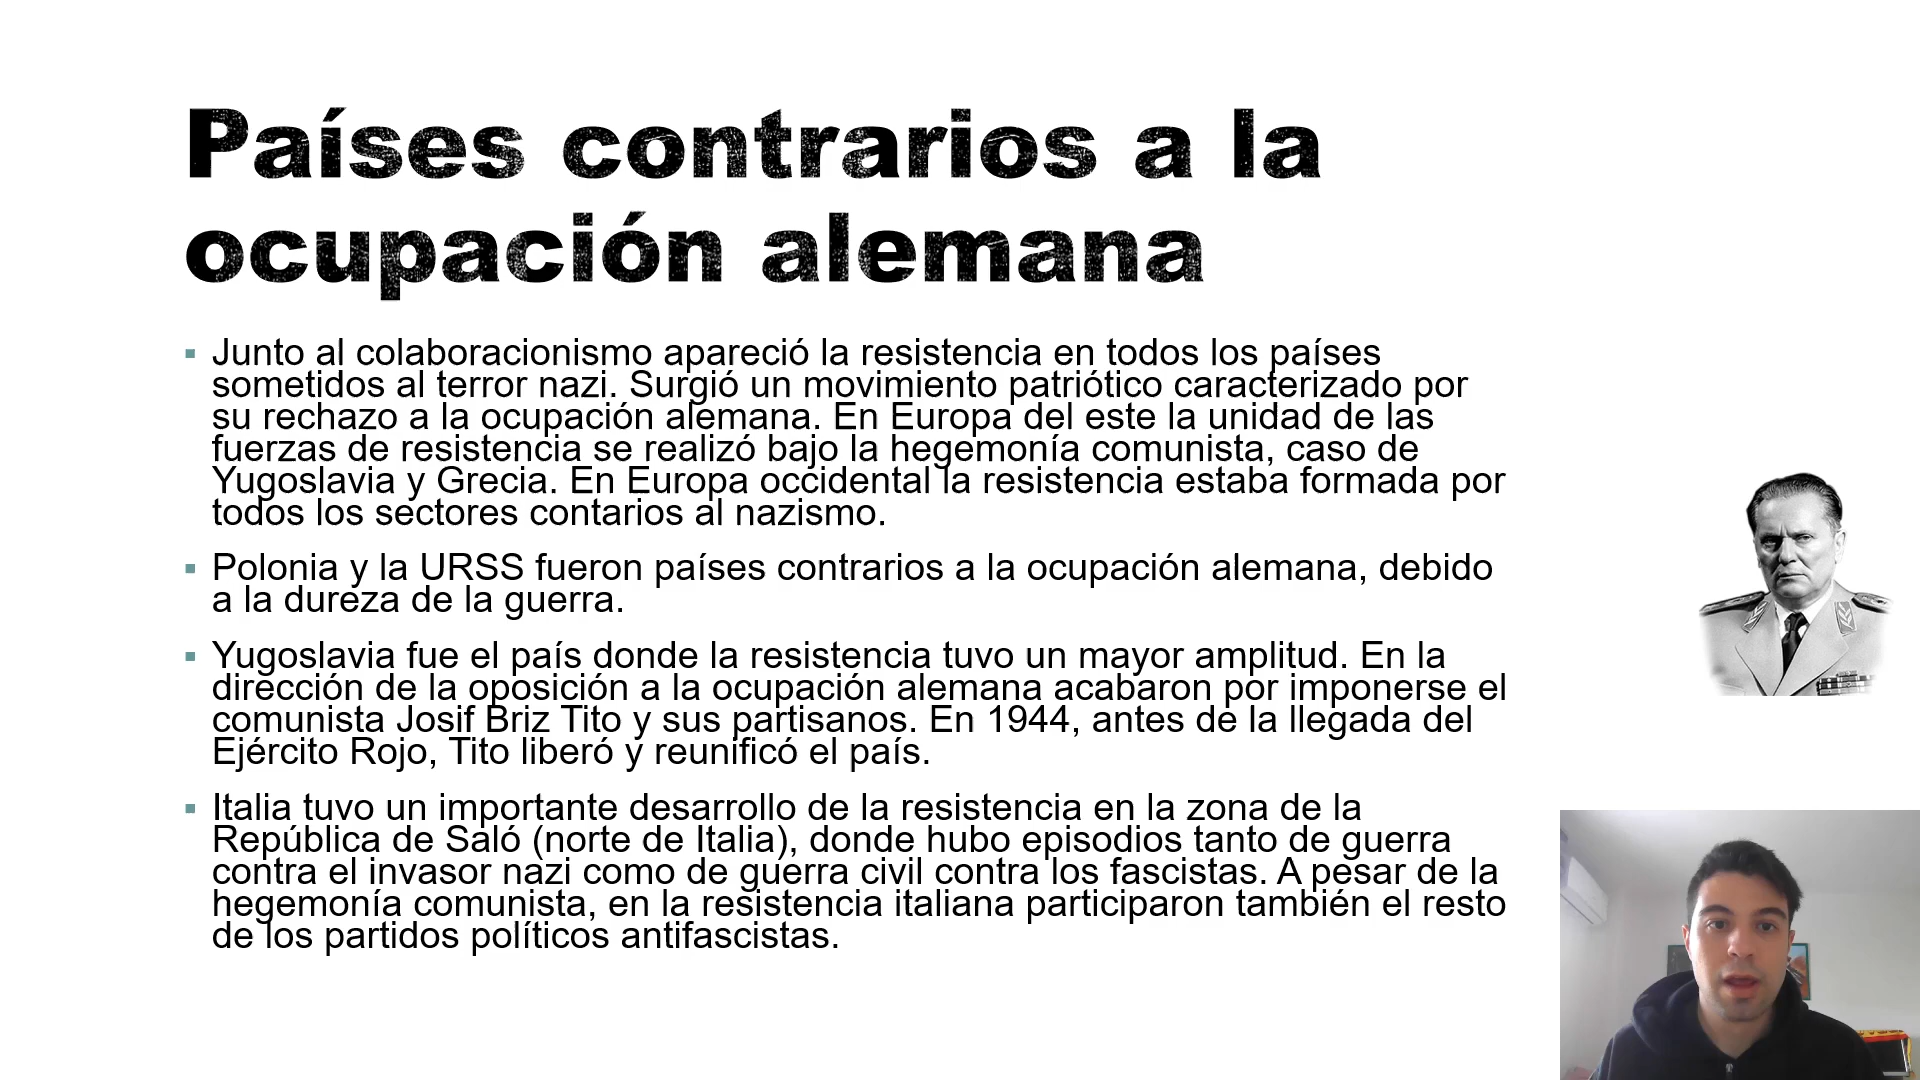 Países contrarios a la
ocupación alemana
▪ Junto al colaboracionismo apareció la resistencia en todos los países
sometidos al terror nazi. Surgió un movimiento patriótico caracterizado por
su rechazo a la ocupación alemana. En Europa del este la unidad de las
fuerzas de resistencia se realizó bajo la hegemonía comunista, caso de
Yugoslavia y Grecia. En Europa occidental la resistencia estaba formada por
todos los sectores contarios al nazismo.
▪ Polonia y la URSS fueron países contrarios a la ocupación alemana, debido
a la dureza de la guerra.
▪ Yugoslavia fue el país donde la resistencia tuvo un mayor amplitud. En la
dirección de la oposición a la ocupación alemana acabaron por imponerse el
comunista Josif Briz Tito y sus partisanos. En 1944, antes de la llegada del
Ejército Rojo, Tito liberó y reunificó el país.
▪ Italia tuvo un importante desarrollo de la resistencia en la zona de la
República de Saló (norte de Italia), donde hubo episodios tanto de guerra
contra el invasor nazi como de guerra civil contra los fascistas. A pesar de la
hegemonía comunista, en la resistencia italiana participaron también el resto
de los partidos políticos antifascistas.